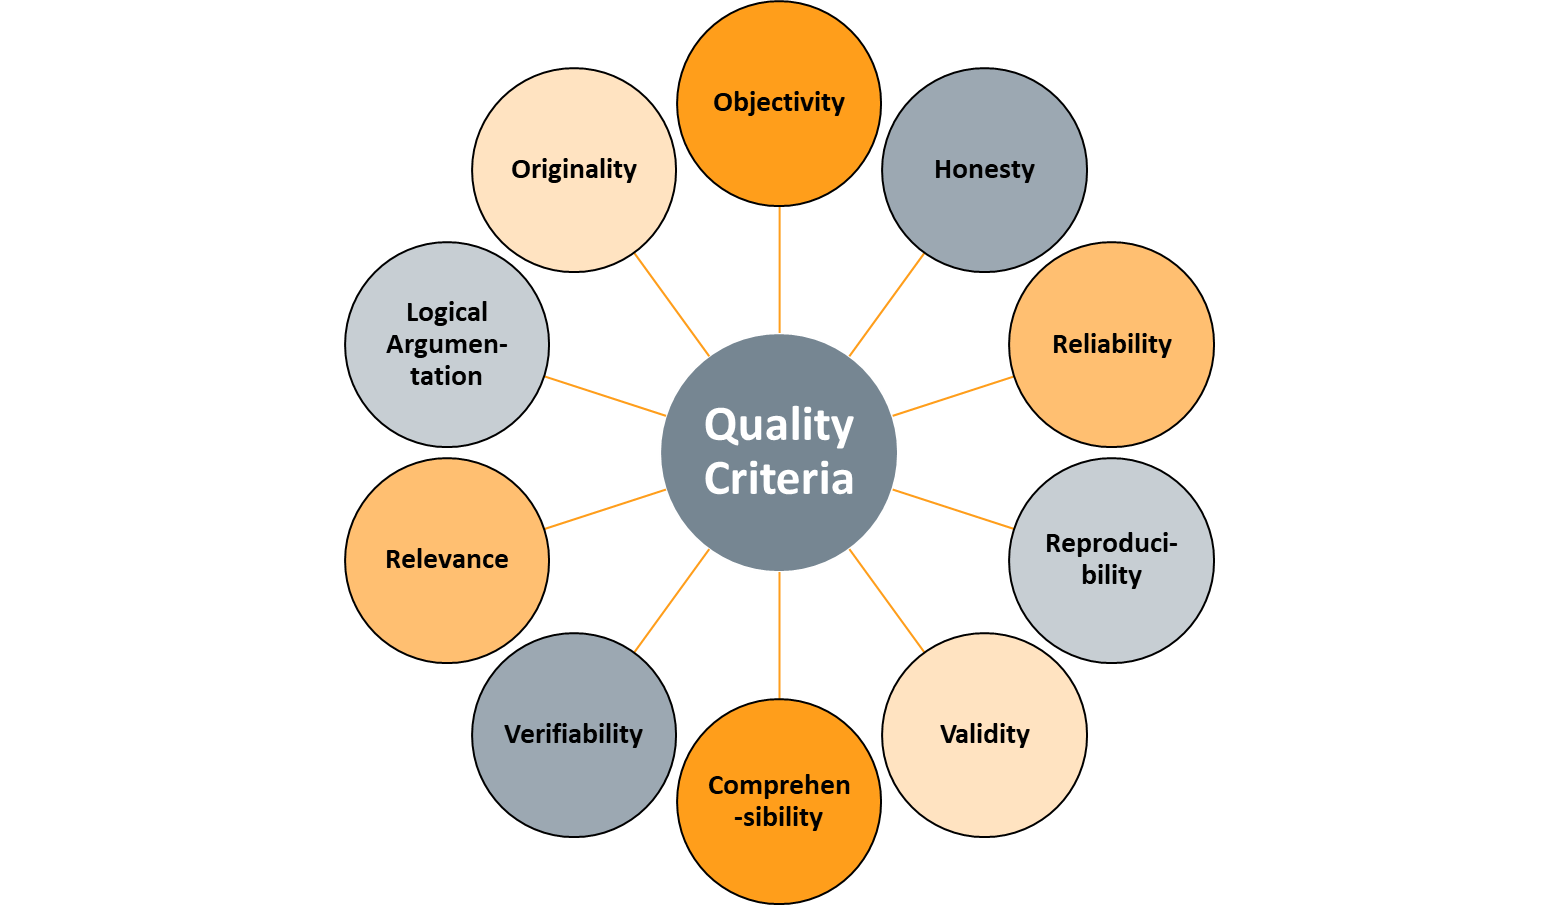 Objectivity
Honesty
Originality
Logical
Argumen-
tation
Reliability
Quality
Criteria
Relevance
Reproduci-
bility
Verifiability
Validity
Comprehen
-sibility